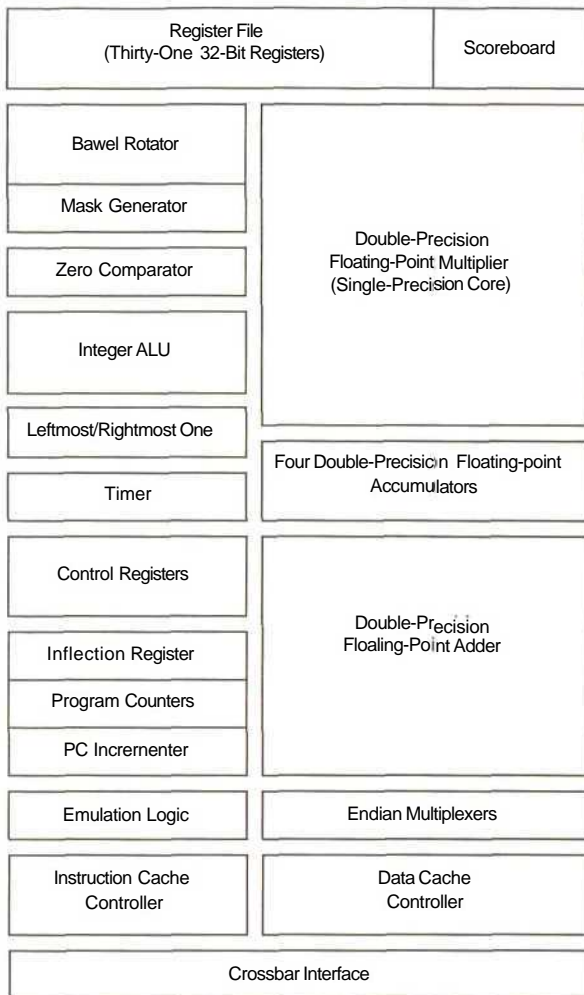 Register File
(Thirty-One 32-Bit Registers)
Scoreboard
Bawel Rotator
Mask Generator
Zero Comparator
Integer ALU
Leftmost/Rightmost One
Timer
Control Registers
Inflection Register
Program Counters
PC Incrernenter
Emulation Logic
Instruction Cache
Controller
Double-Precision
Floating-Point Multiplier
(Single-Precision Core)
Four Double-Precision Floating-point
Accumulators
Double-Precision
Floaling-Point Adder
Endian Multiplexers
Data Cache
Controller
Crossbar Interface